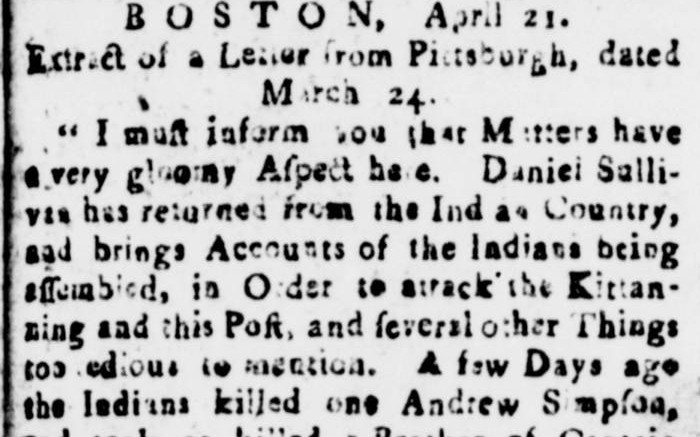 BOSTON, April 21.
Extract of a Letter from Pittsburgh, dated
March 24.
“ I muſt inform you that Matters have
a very gloomy Aſpect here. Daniel Sulli-
van has returned from the Indian Country,
and brings Accounts of the Indians being
aſſembled, in Order to attack the Kittan-
ning and this Poſt, and ſeveral other Things
too tedious to mention. A few Days ago
the Indians killed one Andrew Simpſon,